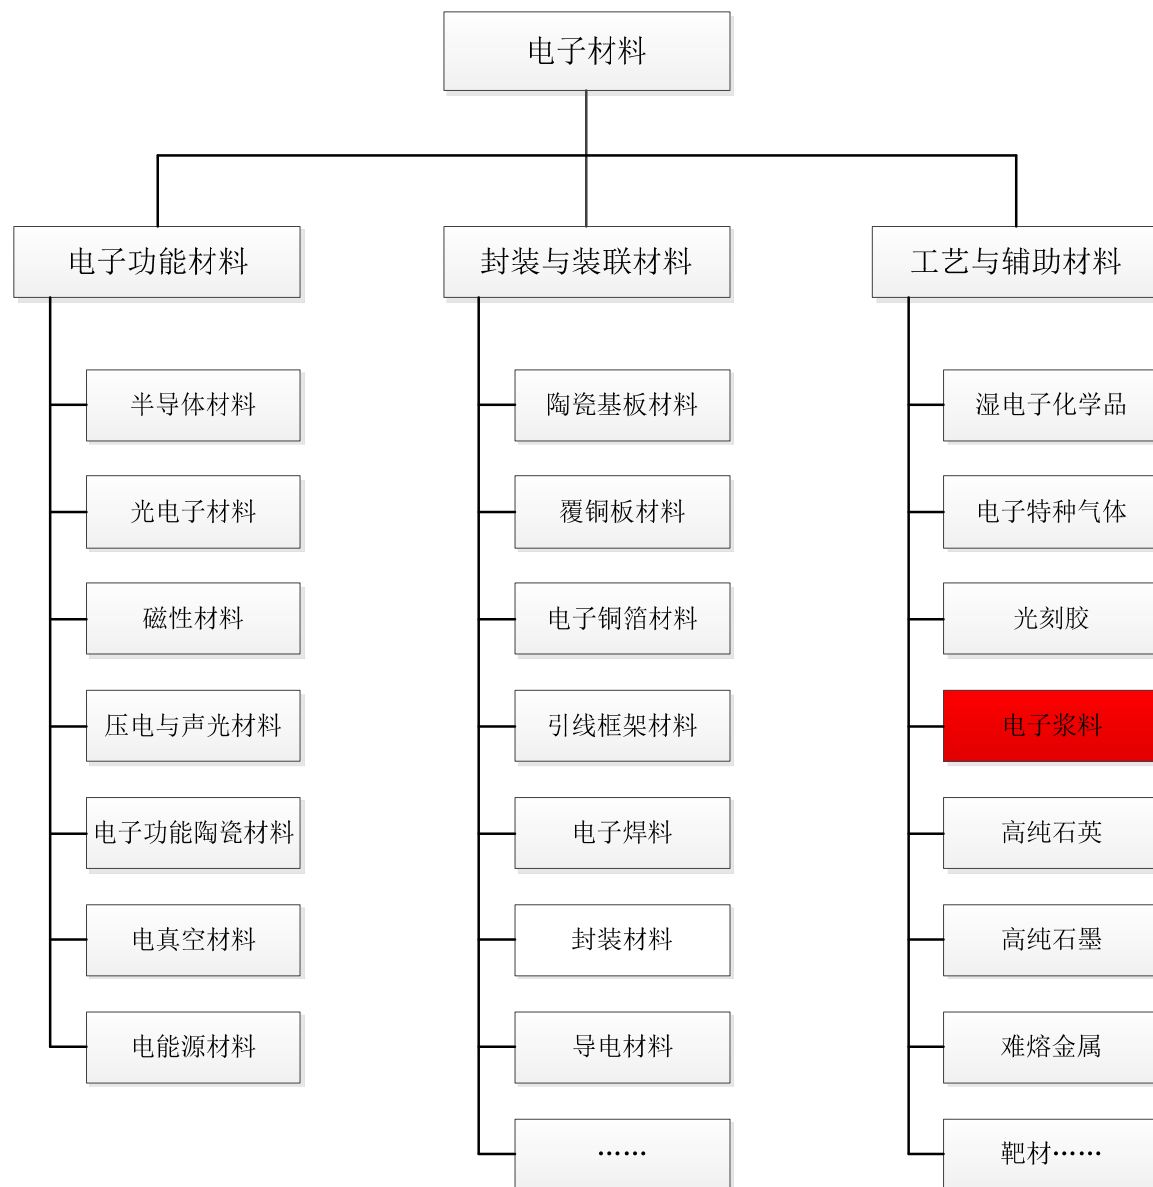 电子材料
电子功能材料
封装与装联材料
工艺与辅助材料
半导体材料
陶瓷基板材料
湿电子化学品
光电子材料
覆铜板材料
电子特种气体
磁性材料
电子铜箔材料
光刻胶
压电与声光材料
引线框架材料
电子浆料
电子功能陶瓷材料
电子焊料
高纯石英
电真空材料
封装材料
高纯石墨
电能源材料
导电材料
难熔金属
……
靶材……